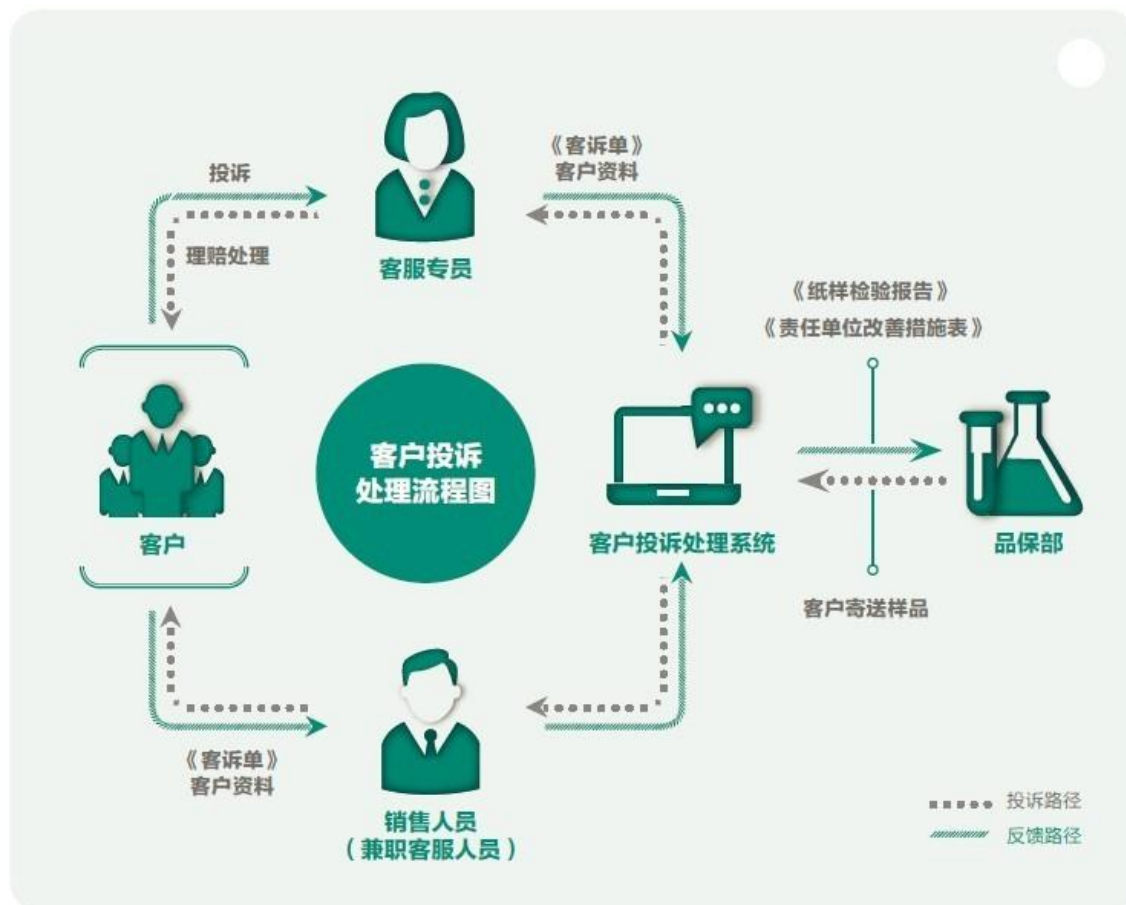 投诉
《客诉单》
客户资料
理赔处理
客服专员
《纸样检验报告》
《责任单位改善措施表》
客户投诉
处理流程图
客户
客户投诉处理系统
品保部
客户寄送样品
《客诉单》
客户资料
销售人员
（兼职客服人员）
投诉路径
反馈路径